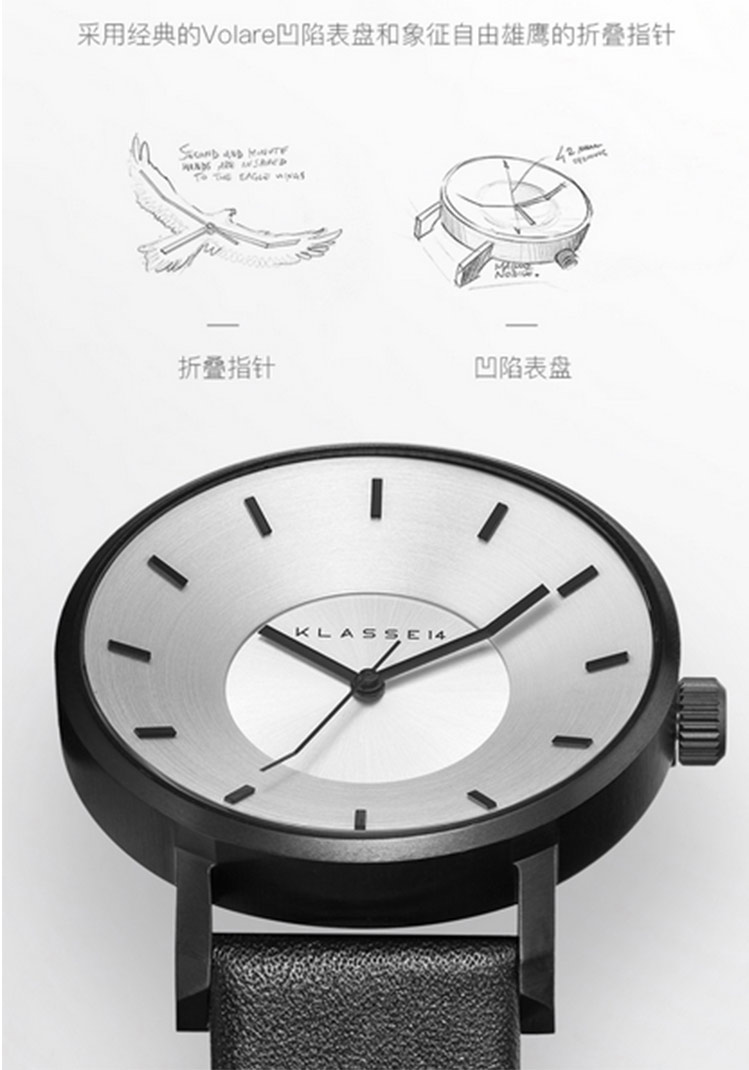 采用经典的Volare凹陷表盘和象征自由雄鹰的折叠指针
SECOND AND MINUTE
HANDS ARE INSPIRED
TO THE EAGLE WINGS
42 mm
折叠指针
凹陷表盘
KLASSE14